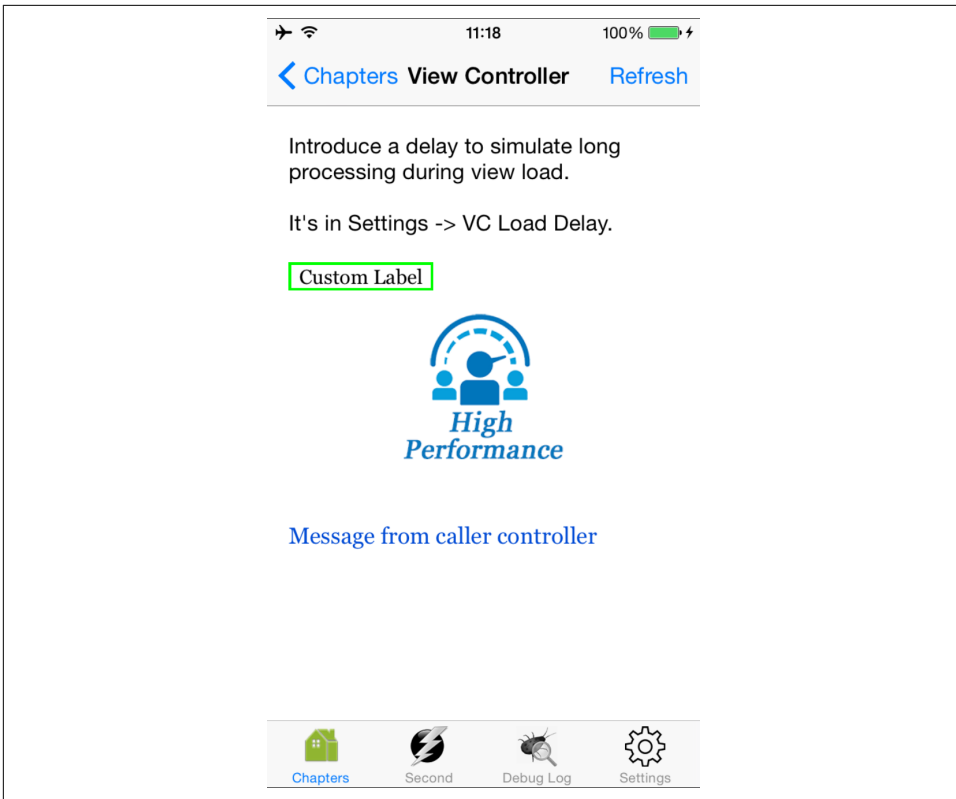 11:18 100%
Chapters View Controller Refresh
Introduce a delay to simulate long
processing during view load.
It's in Settings -> VC Load Delay.
Custom Label
High
Performance
Message from caller controller
Chapters Second Debug Log Settings